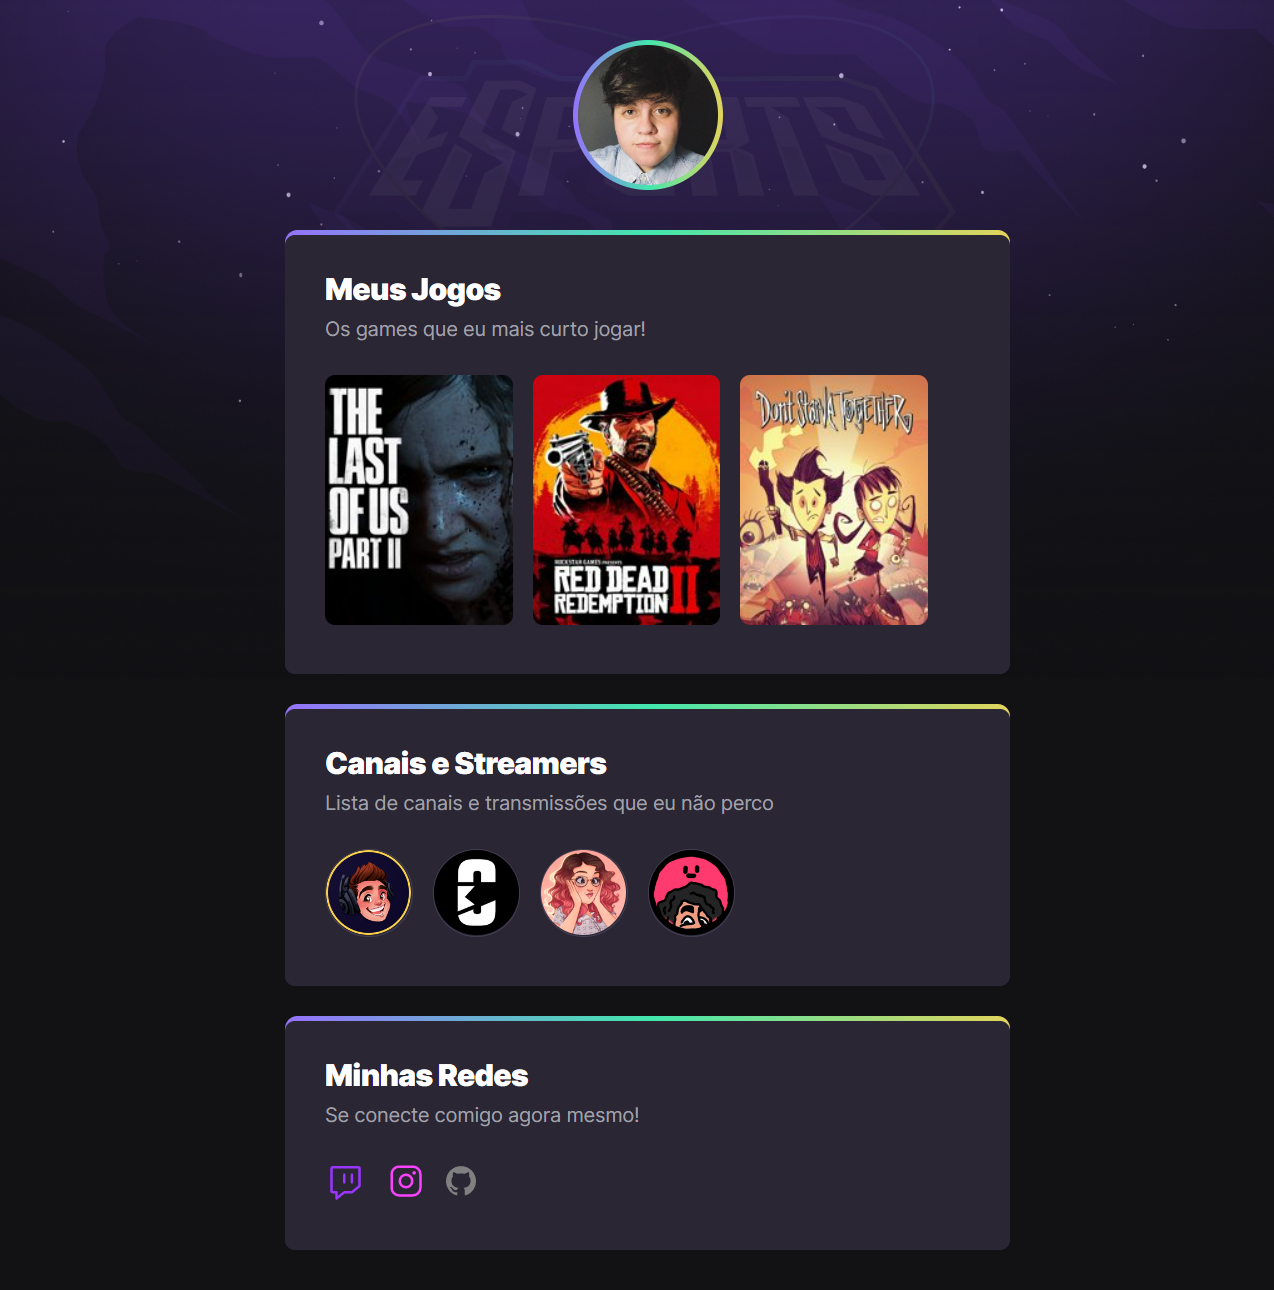 ESPORTS
Meus Jogos
Os games que eu mais curto jogar!
THE
LAST
OF US
PART II
ROCKSTAR GAMES PRESENTS
RED DEAD
REDEMPTION II
Don't Starve Together
Canais e Streamers
Lista de canais e transmissões que eu não perco
Minhas Redes
Se conecte comigo agora mesmo!